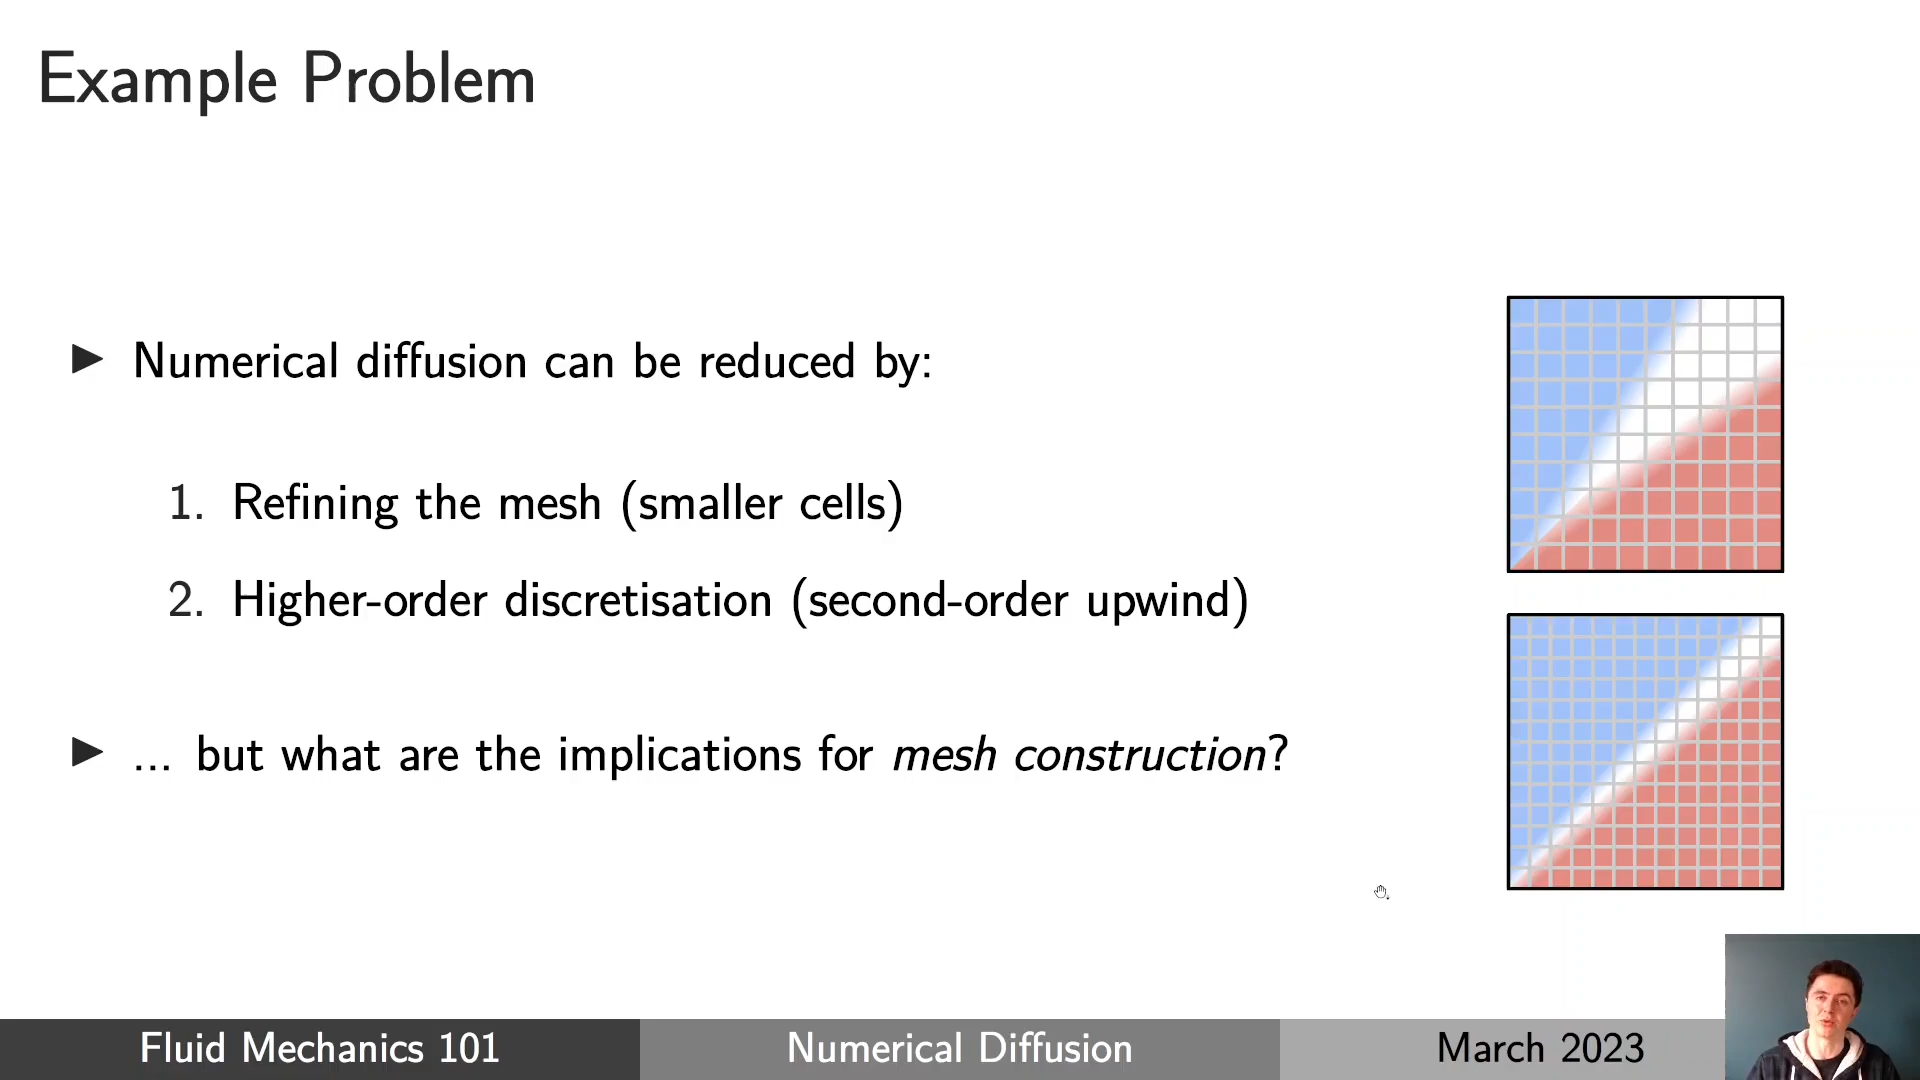 Example Problem
▶ Numerical diffusion can be reduced by:
1. Refining the mesh (smaller cells)
2. Higher-order discretisation (second-order upwind)
▶ ... but what are the implications for mesh construction?
Fluid Mechanics 101
Numerical Diffusion
March 2023